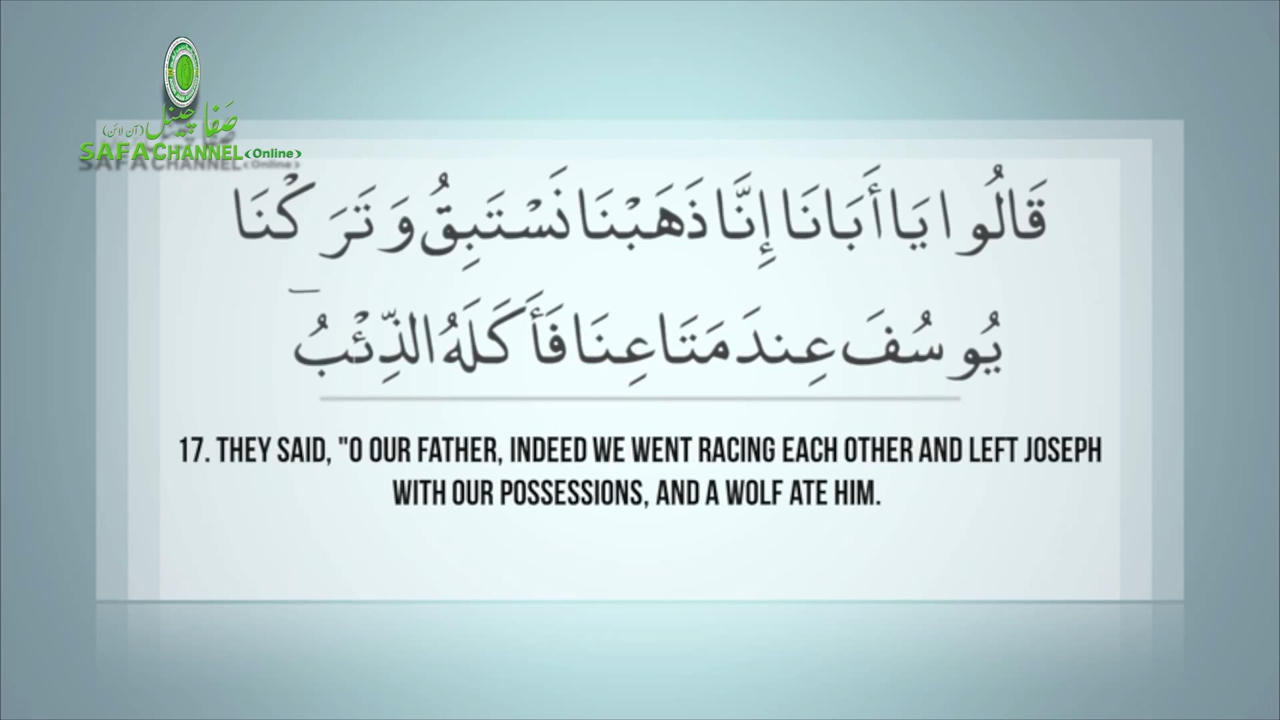 صفا چینل (آن لائن)
SAFA CHANNEL (Online)
قَالُوا يَا أَبَانَا إِنَّا ذَهَبْنَا نَسْتَبِقُ وَتَرَكْنَا
يُوسُفَ عِندَ مَتَاعِنَا فَأَكَلَهُ الذِّئْبُ ۖ
17. THEY SAID, "O OUR FATHER, INDEED WE WENT RACING EACH OTHER AND LEFT JOSEPH
WITH OUR POSSESSIONS, AND A WOLF ATE HIM.